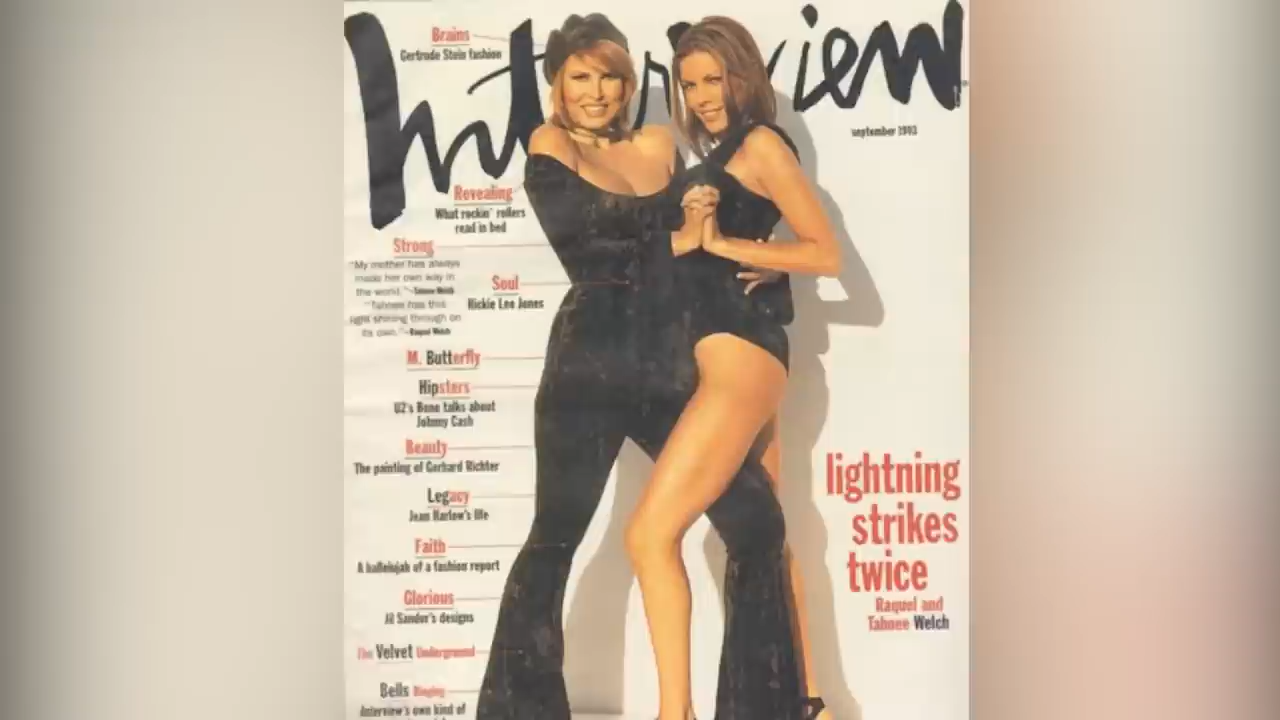 Interview
september 1993
Brains
Gertrude Stein fashion
Revealing
What rockin' rollers
read in bed
Strong
"My mother has always
made her own way in
the world."–Tahnee Welch
"Tahnee has this
light shining through on
its own."–Raquel Welch
Soul
Rickie Lee Jones
M. Butterfly
Hipsters
U2's Bono talks about
Johnny Cash
Beauty
The painting of Gerhard Richter
Legacy
Jean Harlow's life
Faith
A hallelujah of a fashion report
Glorious
Jil Sander's designs
The Velvet Underground
Bells Ringing
Interview's own kind of
lightning
strikes
twice
Raquel and
Tahnee Welch